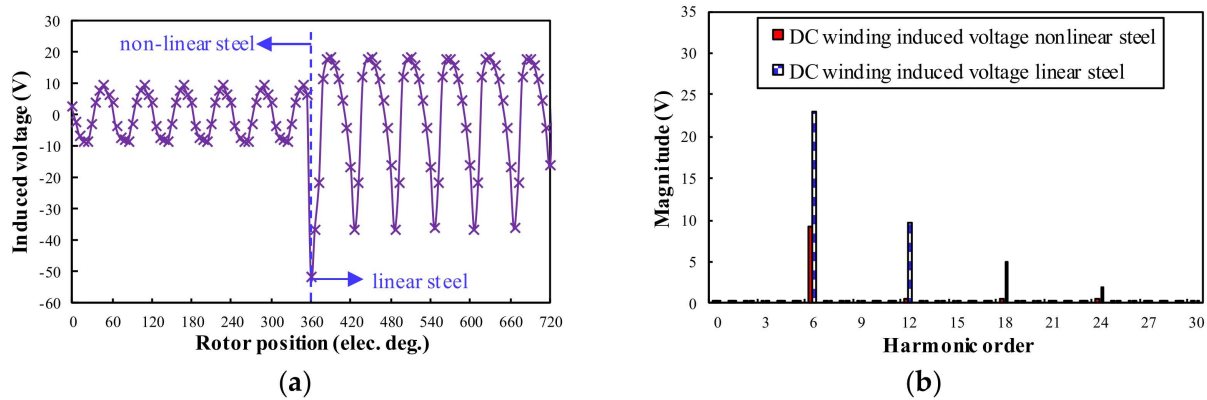 30
20
10
0
-10
-20
-30
-40
-50
-60
Induced voltage (V)
non-linear steel
linear steel
0 60 120 180 240 300 360 420 480 540 600 660 720
Rotor position (elec. deg.)
(a)
35
30
25
20
15
10
5
0
Magnitude (V)
DC winding induced voltage nonlinear steel
DC winding induced voltage linear steel
0 3 6 9 12 15 18 21 24 27 30
Harmonic order
(b)